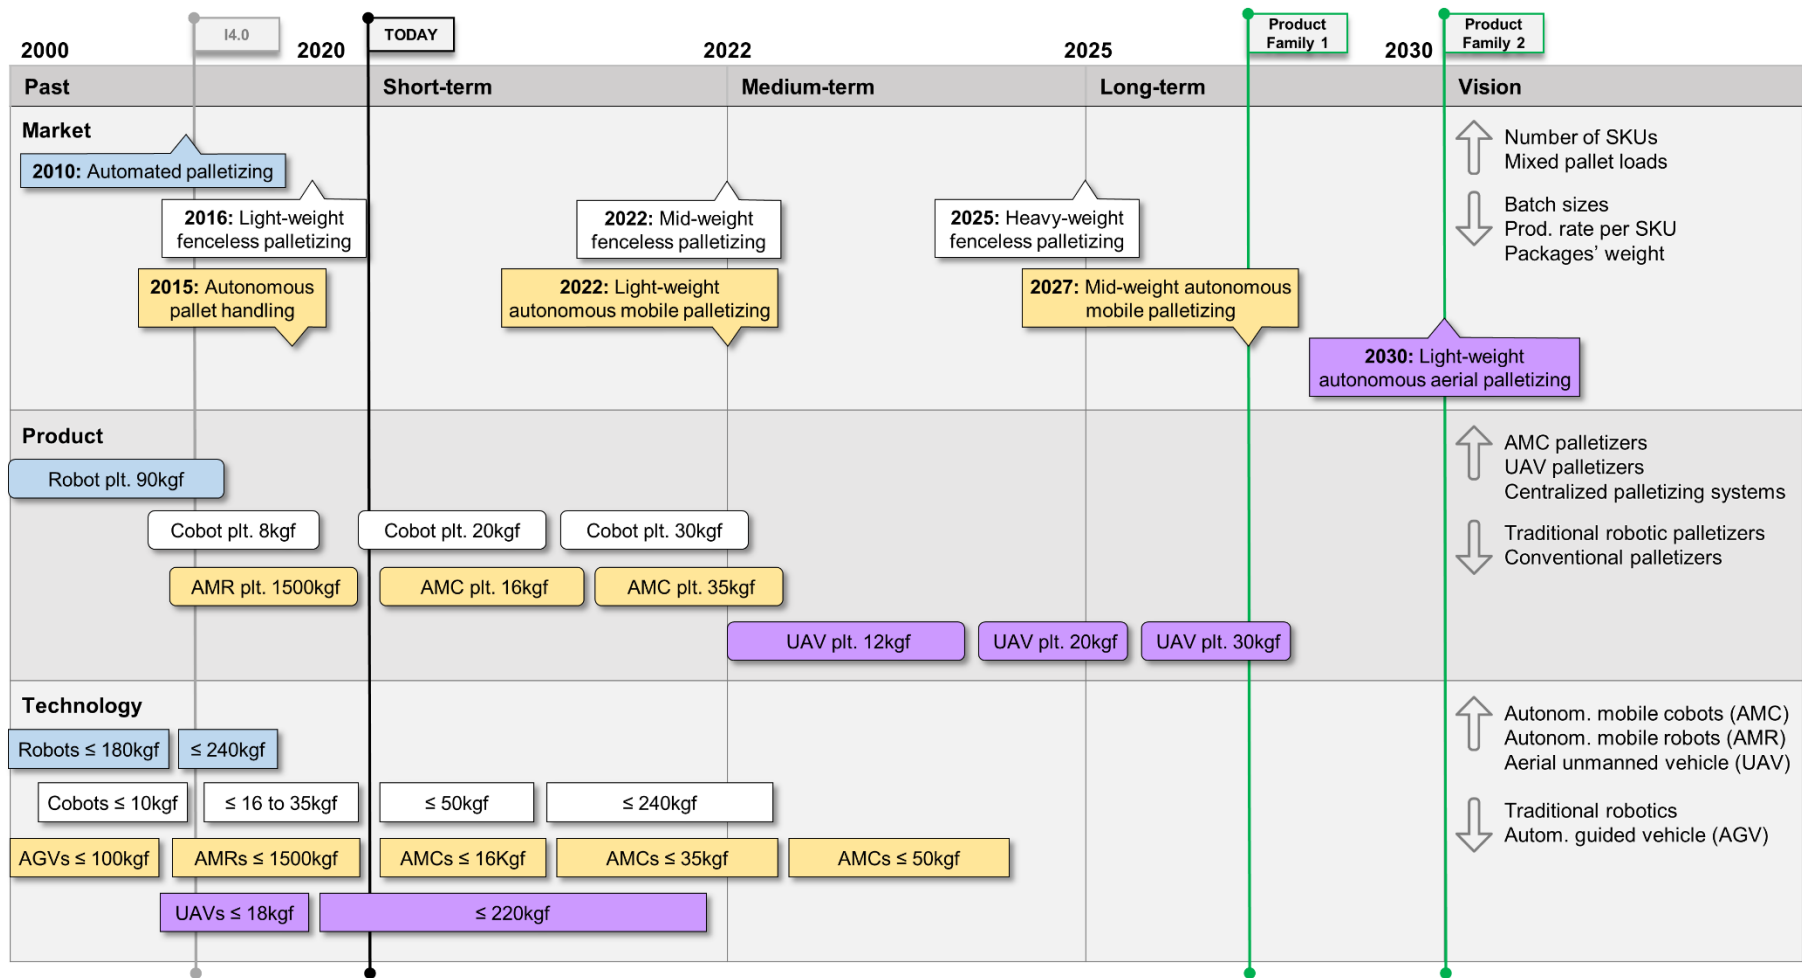 I4.0
TODAY
Product
Family 1
Product
Family 2
2000
2020
2022
2025
2030
Past
Short-term
Medium-term
Long-term
Vision
Market
2010: Automated palletizing
2016: Light-weight
fenceless palletizing
2022: Mid-weight
fenceless palletizing
2025: Heavy-weight
fenceless palletizing
2015: Autonomous
pallet handling
2022: Light-weight
autonomous mobile palletizing
2027: Mid-weight autonomous
mobile palletizing
2030: Light-weight
autonomous aerial palletizing
Number of SKUs
Mixed pallet loads
Batch sizes
Prod. rate per SKU
Packages’ weight
Product
Robot plt. 90kgf
Cobot plt. 8kgf
Cobot plt. 20kgf
Cobot plt. 30kgf
AMR plt. 1500kgf
AMC plt. 16kgf
AMC plt. 35kgf
UAV plt. 12kgf
UAV plt. 20kgf
UAV plt. 30kgf
AMC palletizers
UAV palletizers
Centralized palletizing systems
Traditional robotic palletizers
Conventional palletizers
Technology
Robots ≤ 180kgf
≤ 240kgf
Cobots ≤ 10kgf
≤ 16 to 35kgf
≤ 50kgf
≤ 240kgf
AGVs ≤ 100kgf
AMRs ≤ 1500kgf
AMCs ≤ 16Kgf
AMCs ≤ 35kgf
AMCs ≤ 50kgf
UAVs ≤ 18kgf
≤ 220kgf
Autonom. mobile cobots (AMC)
Autonom. mobile robots (AMR)
Aerial unmanned vehicle (UAV)
Traditional robotics
Autom. guided vehicle (AGV)